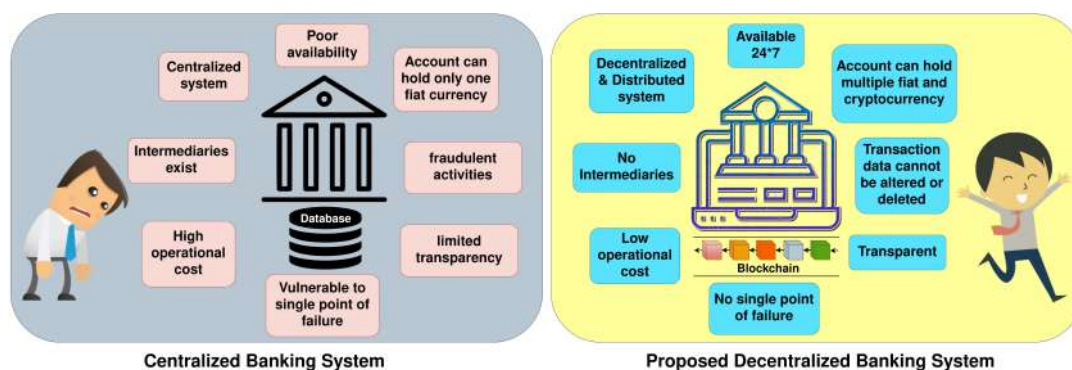 Poor
availability
Centralized
system
Account can
hold only one
fiat currency
Intermediaries
exist
fraudulent
activities
Database
High
operational
cost
limited
transparency
Vulnerable to
single point of
failure
Centralized Banking System
Available
24*7
Decentralized
& Distributed
system
Account can hold
multiple fiat and
cryptocurrency
No
Intermediaries
Transaction
data cannot
be altered or
deleted
Low
operational
cost
Blockchain
Transparent
No single point
of failure
Proposed Decentralized Banking System